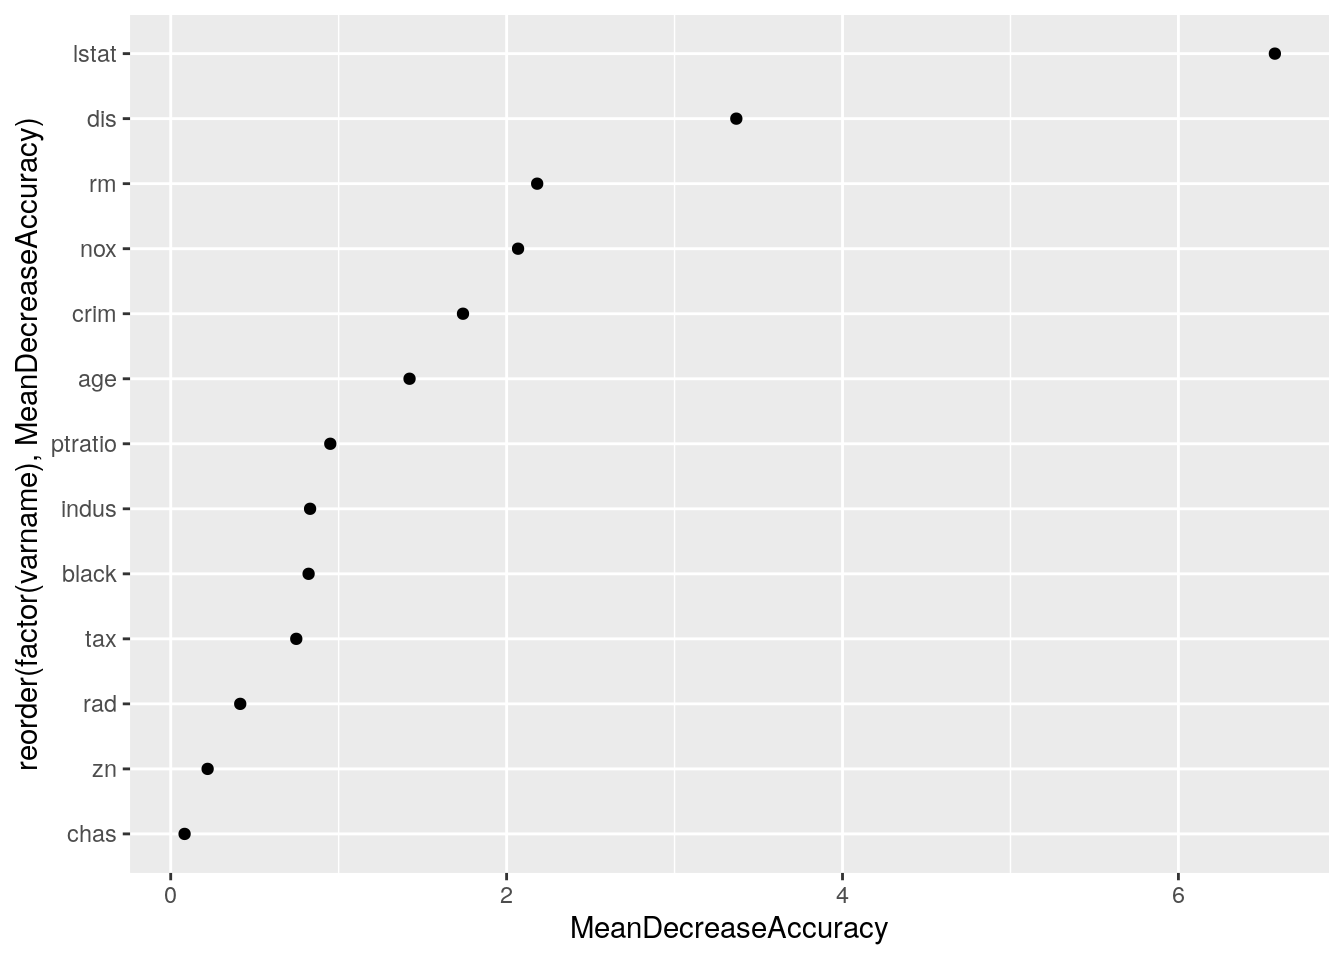 reorder(factor(varname), MeanDecreaseAccuracy)
lstat
dis
rm
nox
crim
age
ptratio
indus
black
tax
rad
zn
chas
0 2 4 6
MeanDecreaseAccuracy